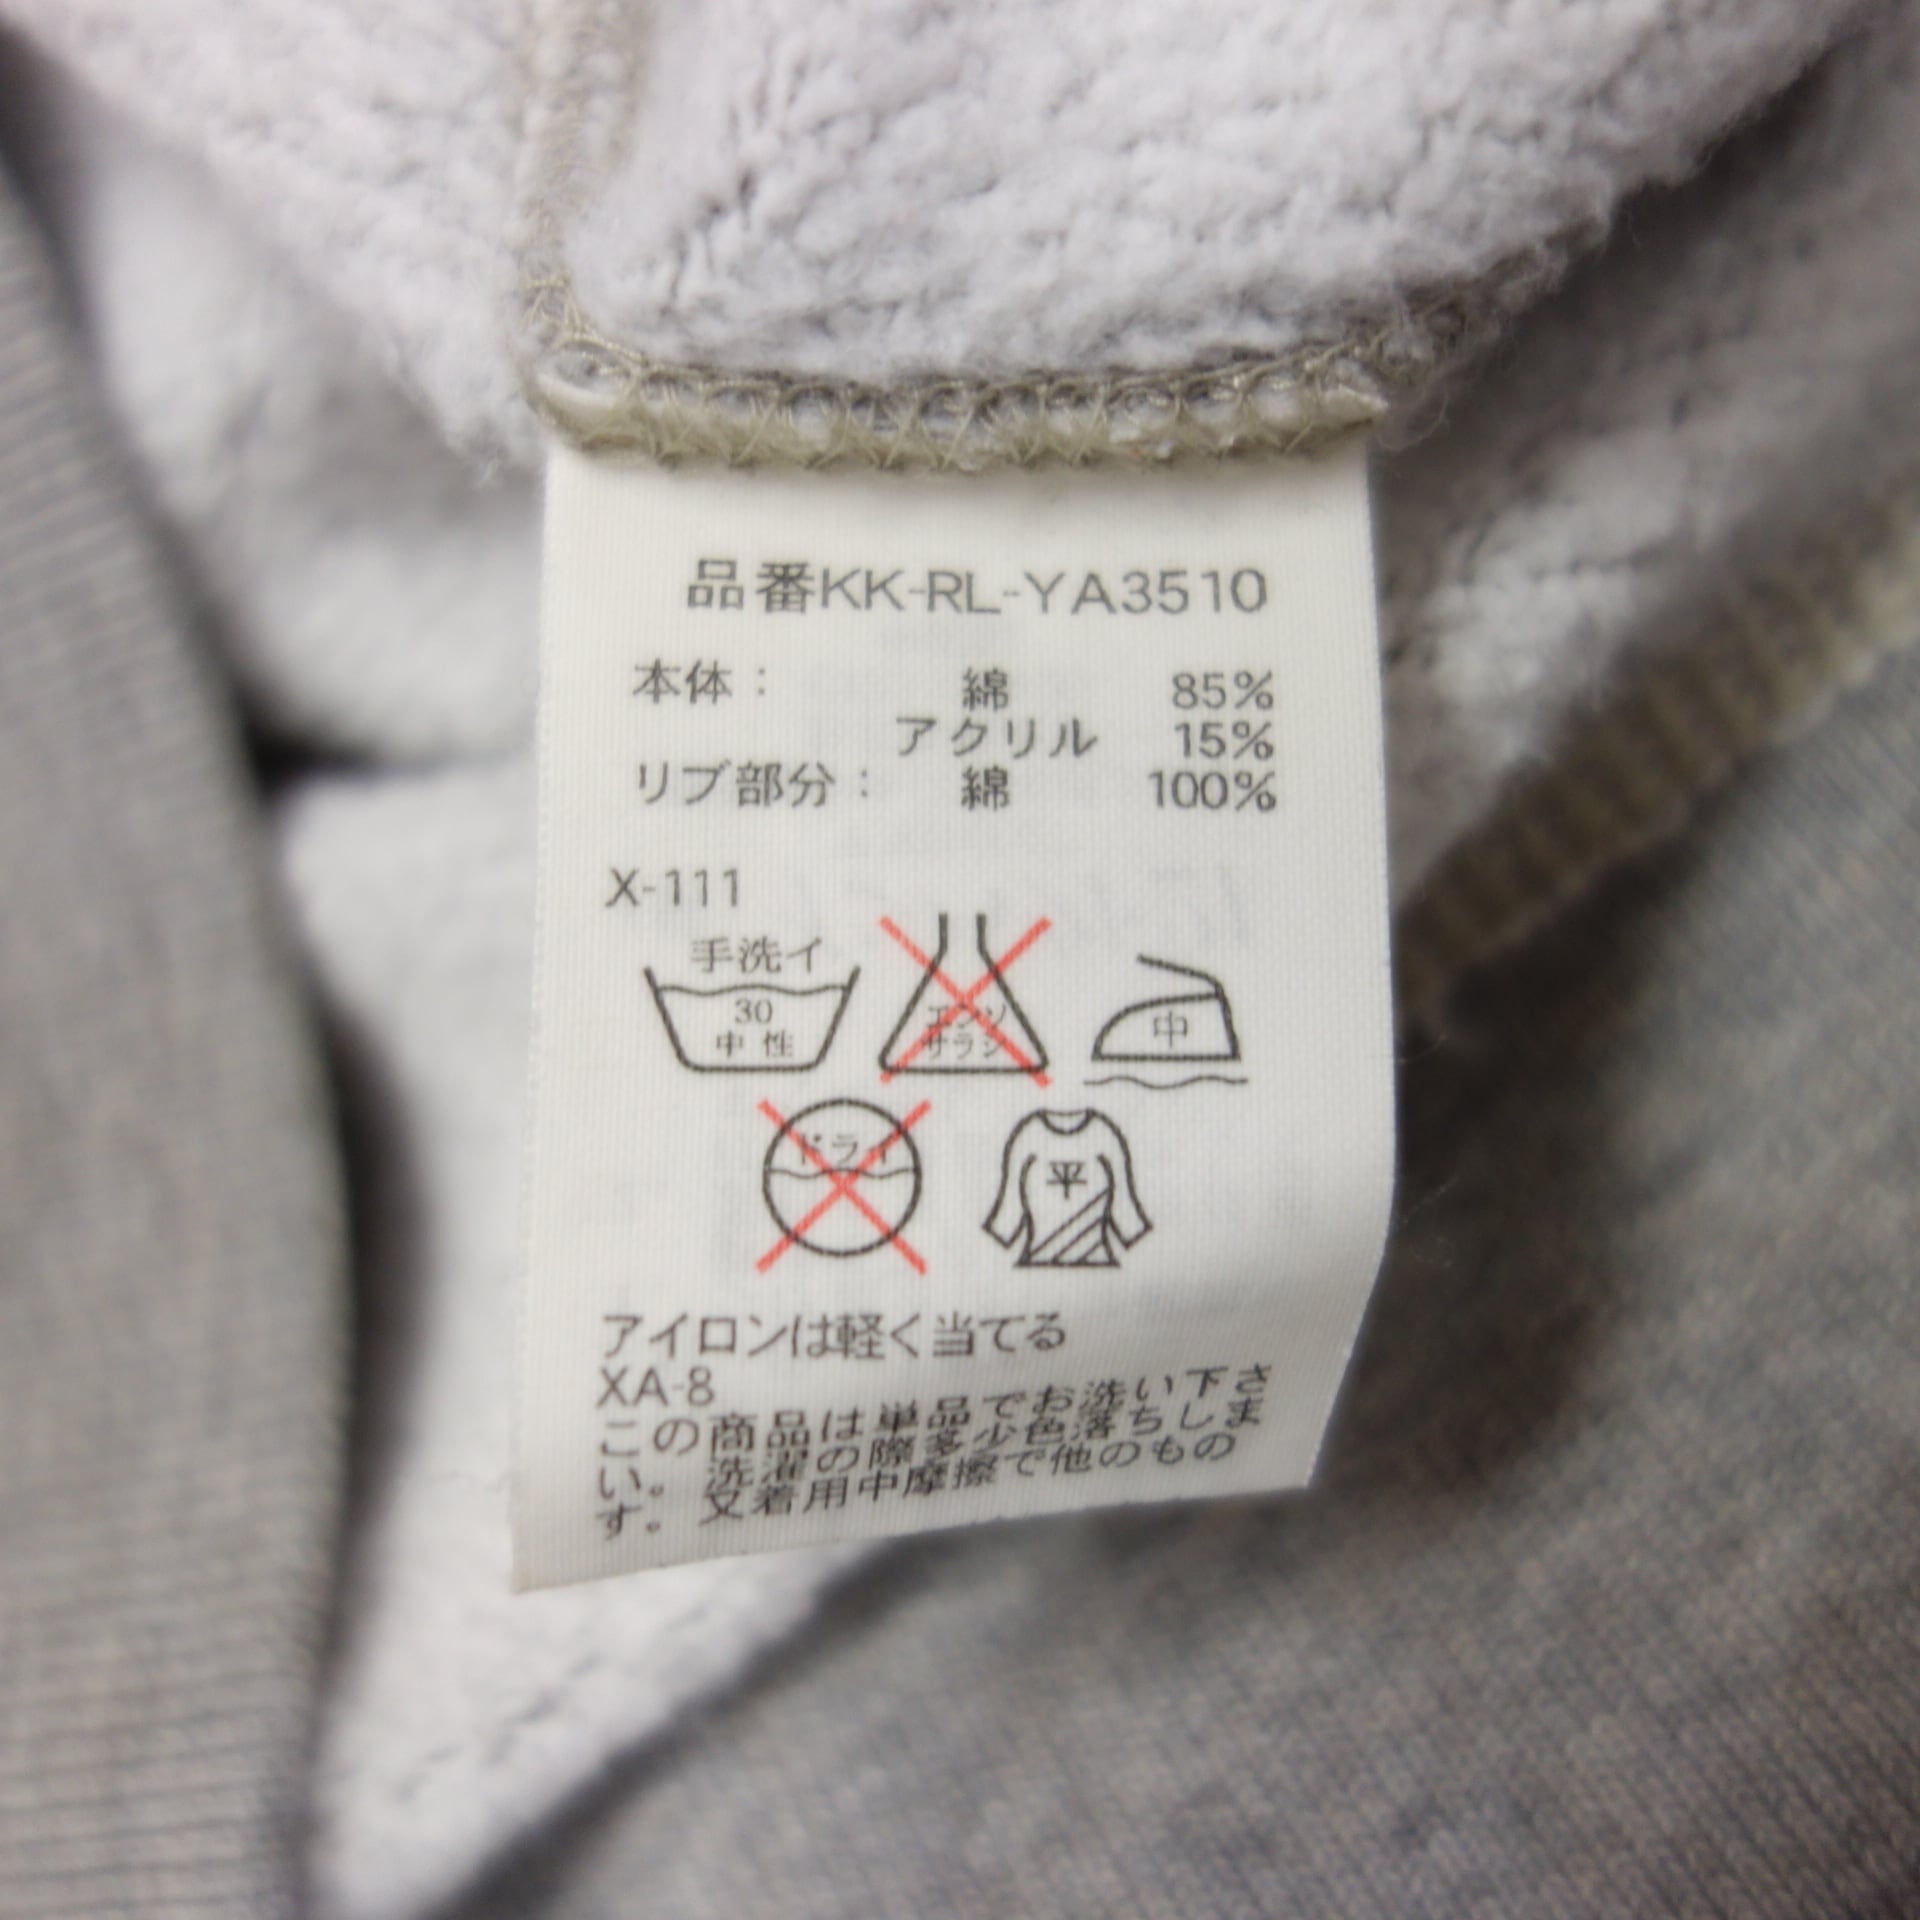 品番KK-RL-YA3510
本体： 綿 85%
アクリル 15%
リブ部分： 綿 100%
X-111
手洗イ
30
中 性
エンソ
サラシ
中
ドライ
平
アイロンは軽く当てる
XA-8
この商品は単品でお洗い下さ
い。 洗濯の際多少色落ちしま
す。 又着用中摩擦で他のもの